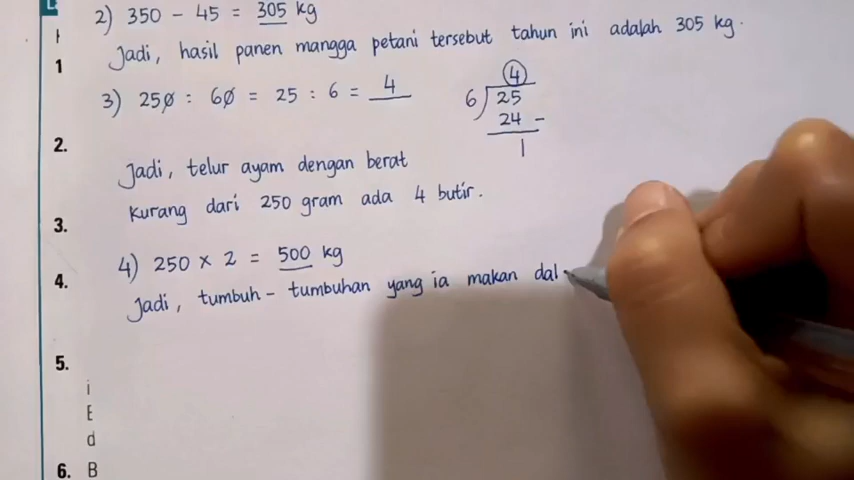 2) 350 - 45 = 305 kg
Jadi, hasil panen mangga petani tersebut tahun ini adalah 305 kg.
1
3) 250 : 60 = 25 : 6 = 4
4
6 25
24 -
1
2.
Jadi, telur ayam dengan berat
kurang dari 250 gram ada 4 butir.
3.
4) 250 x 2 = 500 kg
4.
Jadi, tumbuh - tumbuhan yang ia makan dal
5.
i
E
d
6. B